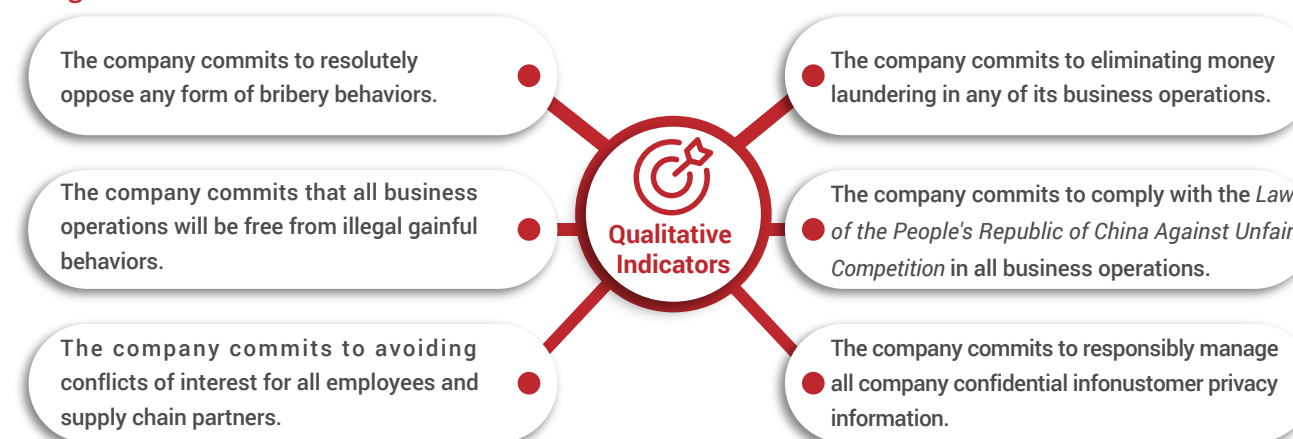 The company commits to resolutely
oppose any form of bribery behaviors.
The company commits that all business
operations will be free from illegal gainful
behaviors.
The company commits to avoiding
conflicts of interest for all employees and
supply chain partners.
Qualitative
Indicators
The company commits to eliminating money
laundering in any of its business operations.
The company commits to comply with the Law
of the People's Republic of China Against Unfair
Competition in all business operations.
The company commits to responsibly manage
all company confidential infonustomer privacy
information.